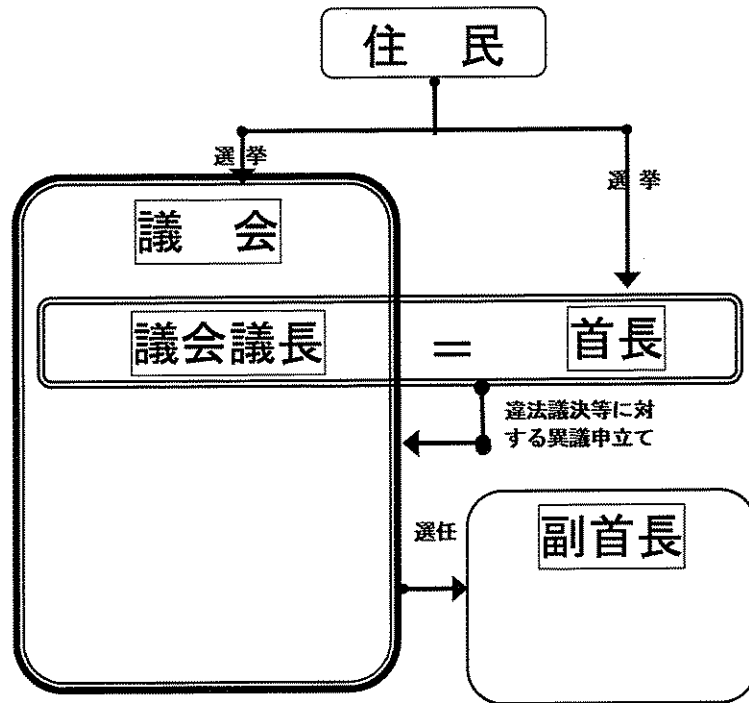 住 民
選 挙
選 挙
議 会
議会議長 ＝ 首長
違法議決等に対
する異議申立て
選任
副首長